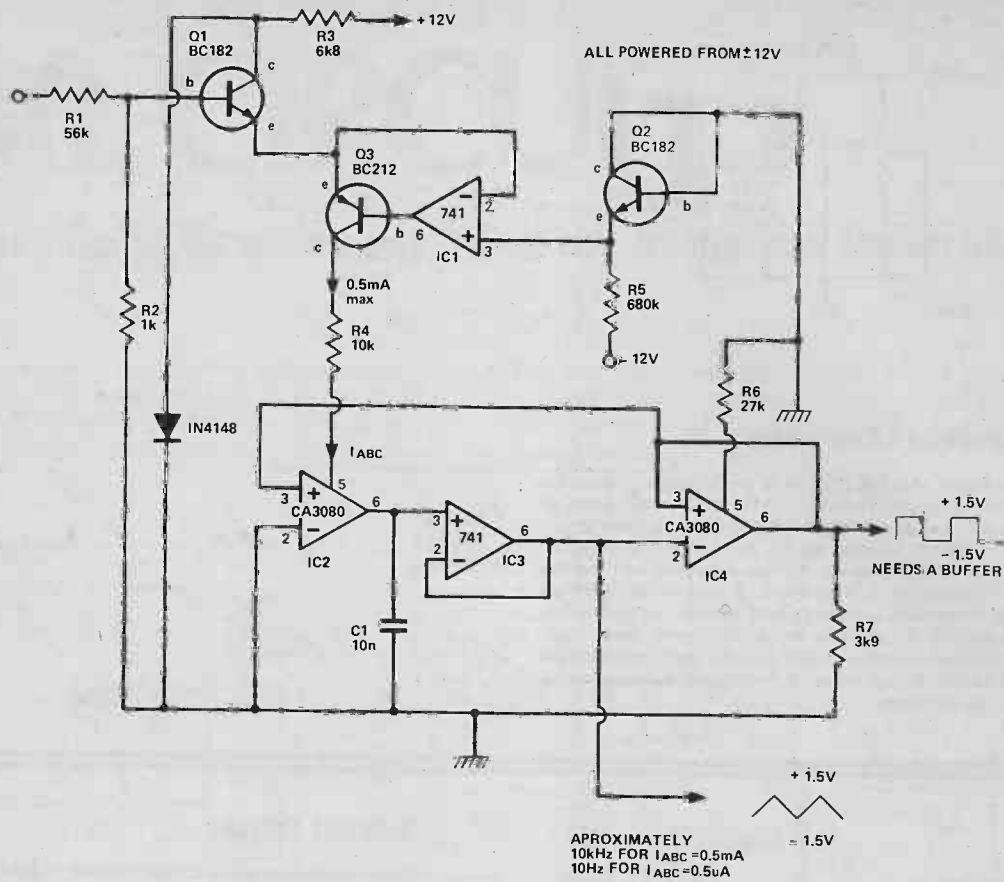 Q1
BC182
R3
6k8
+ 12V
ALL POWERED FROM ± 12V
c
b
e
R1
56k
Q3
BC212
e
b
c
741
-
+
2
3
6
IC1
Q2
BC182
c
b
e
0.5mA
max
R5
680k
- 12V
R2
1k
R4
10k
R6
27k
IN4148
I ABC
3
+
5
CA3080
6
-
2
IC2
3
+
741
6
2
-
IC3
3
+
5
CA3080
6
-
2
IC4
+ 1.5V
- 1.5V
NEEDS A BUFFER
C1
10n
R7
3k9
+ 1.5V
- 1.5V
APROXIMATELY
10kHz FOR I ABC = 0.5mA
10Hz FOR I ABC = 0.5uA